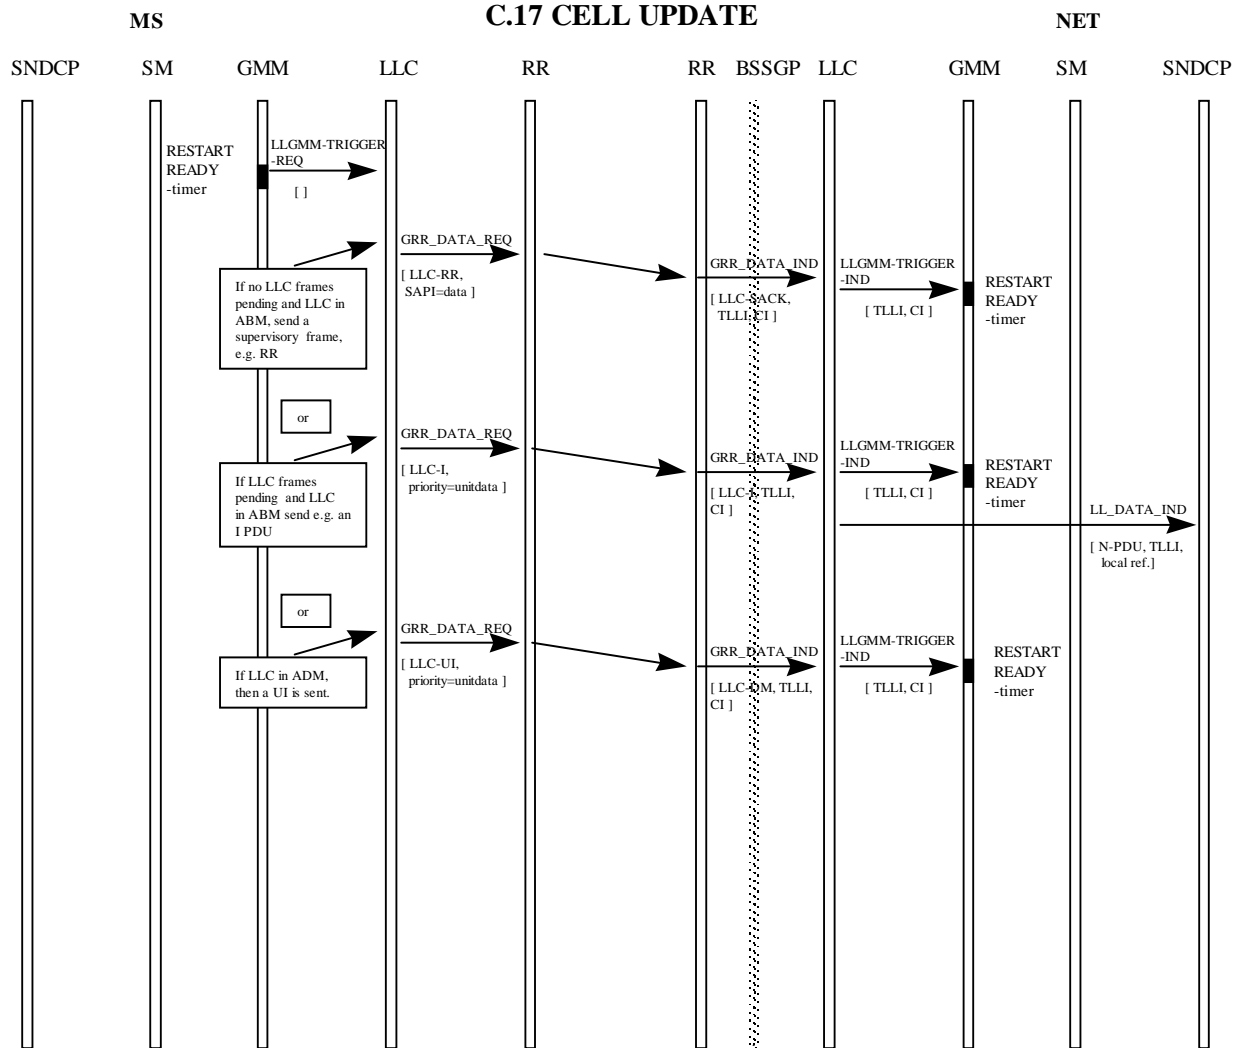 C.17 CELL UPDATE
MS
NET
SNDCP SM GMM LLC RR RR BSSGP LLC GMM SM SNDCP
RESTART
READY
-timer
LLGMM-TRIGGER
-REQ
[ ]
If no LLC frames
pending and LLC in
ABM, send a
supervisory frame,
e.g. RR
GRR_DATA_REQ
[ LLC-RR,
SAPI=data ]
GRR_DATA_IND
[ LLC-SACK,
TLLI, CI ]
LLGMM-TRIGGER
-IND
[ TLLI, CI ]
RESTART
READY
-timer
or
If LLC frames
pending and LLC
in ABM send e.g. an
I PDU
GRR_DATA_REQ
[ LLC-I,
priority=unitdata ]
GRR_DATA_IND
[ LLC-I, TLLI,
CI ]
LLGMM-TRIGGER
-IND
[ TLLI, CI ]
RESTART
READY
-timer
LL_DATA_IND
[ N-PDU, TLLI,
local ref.]
or
If LLC in ADM,
then a UI is sent.
GRR_DATA_REQ
[ LLC-UI,
priority=unitdata ]
GRR_DATA_IND
[ LLC-DM, TLLI,
CI ]
LLGMM-TRIGGER
-IND
[ TLLI, CI ]
RESTART
READY
-timer